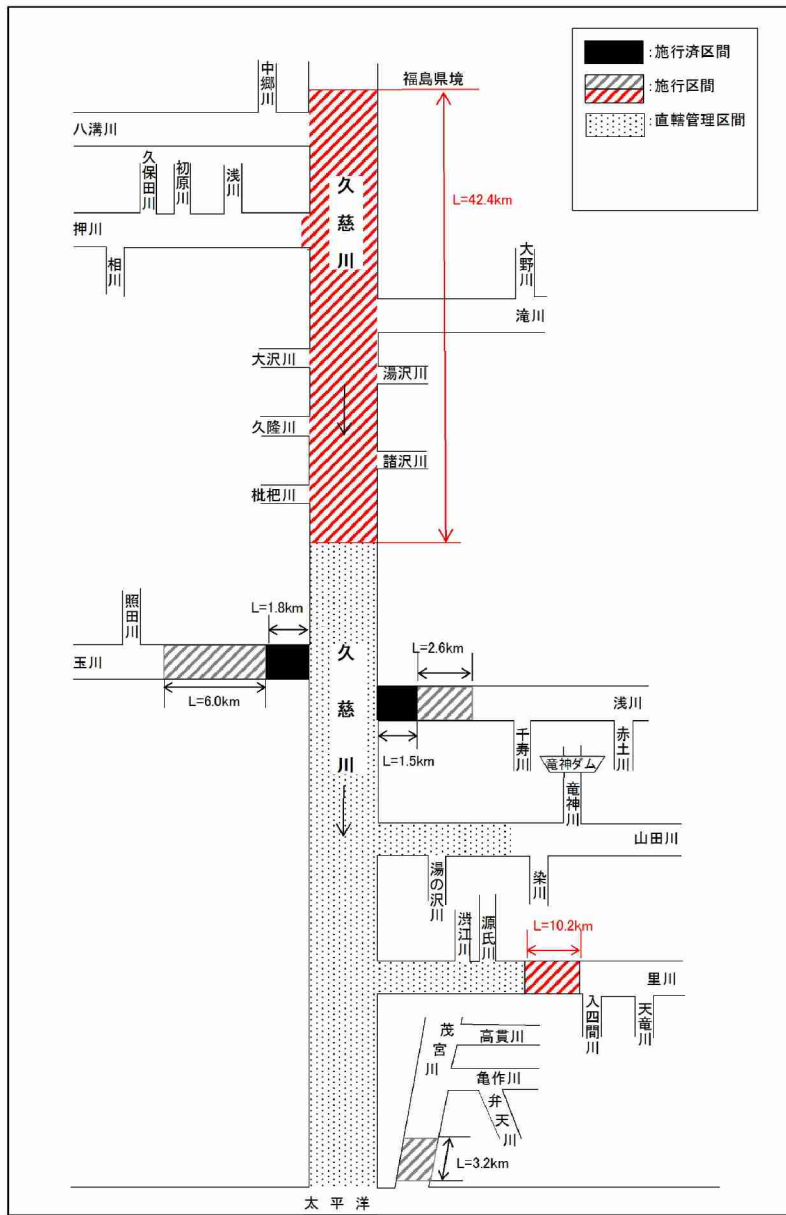 :施行済区間
:施行区間
:直轄管理区間
福島県境
中郷川
八溝川
久保田川
初原川
浅川
押川
相川
久慈川
L=42.4km
大野川
滝川
大沢川
湯沢川
久隆川
諸沢川
枇杷川
照田川
L=1.8km
玉川
L=6.0km
久慈川
L=2.6km
浅川
L=1.5km
千寿川
赤土川
竜神ダム
竜神川
山田川
湯の沢川
染川
渋江川
源氏川
L=10.2km
里川
入四間川
天竜川
茂宮川
高貫川
亀作川
弁天川
L=3.2km
太平洋